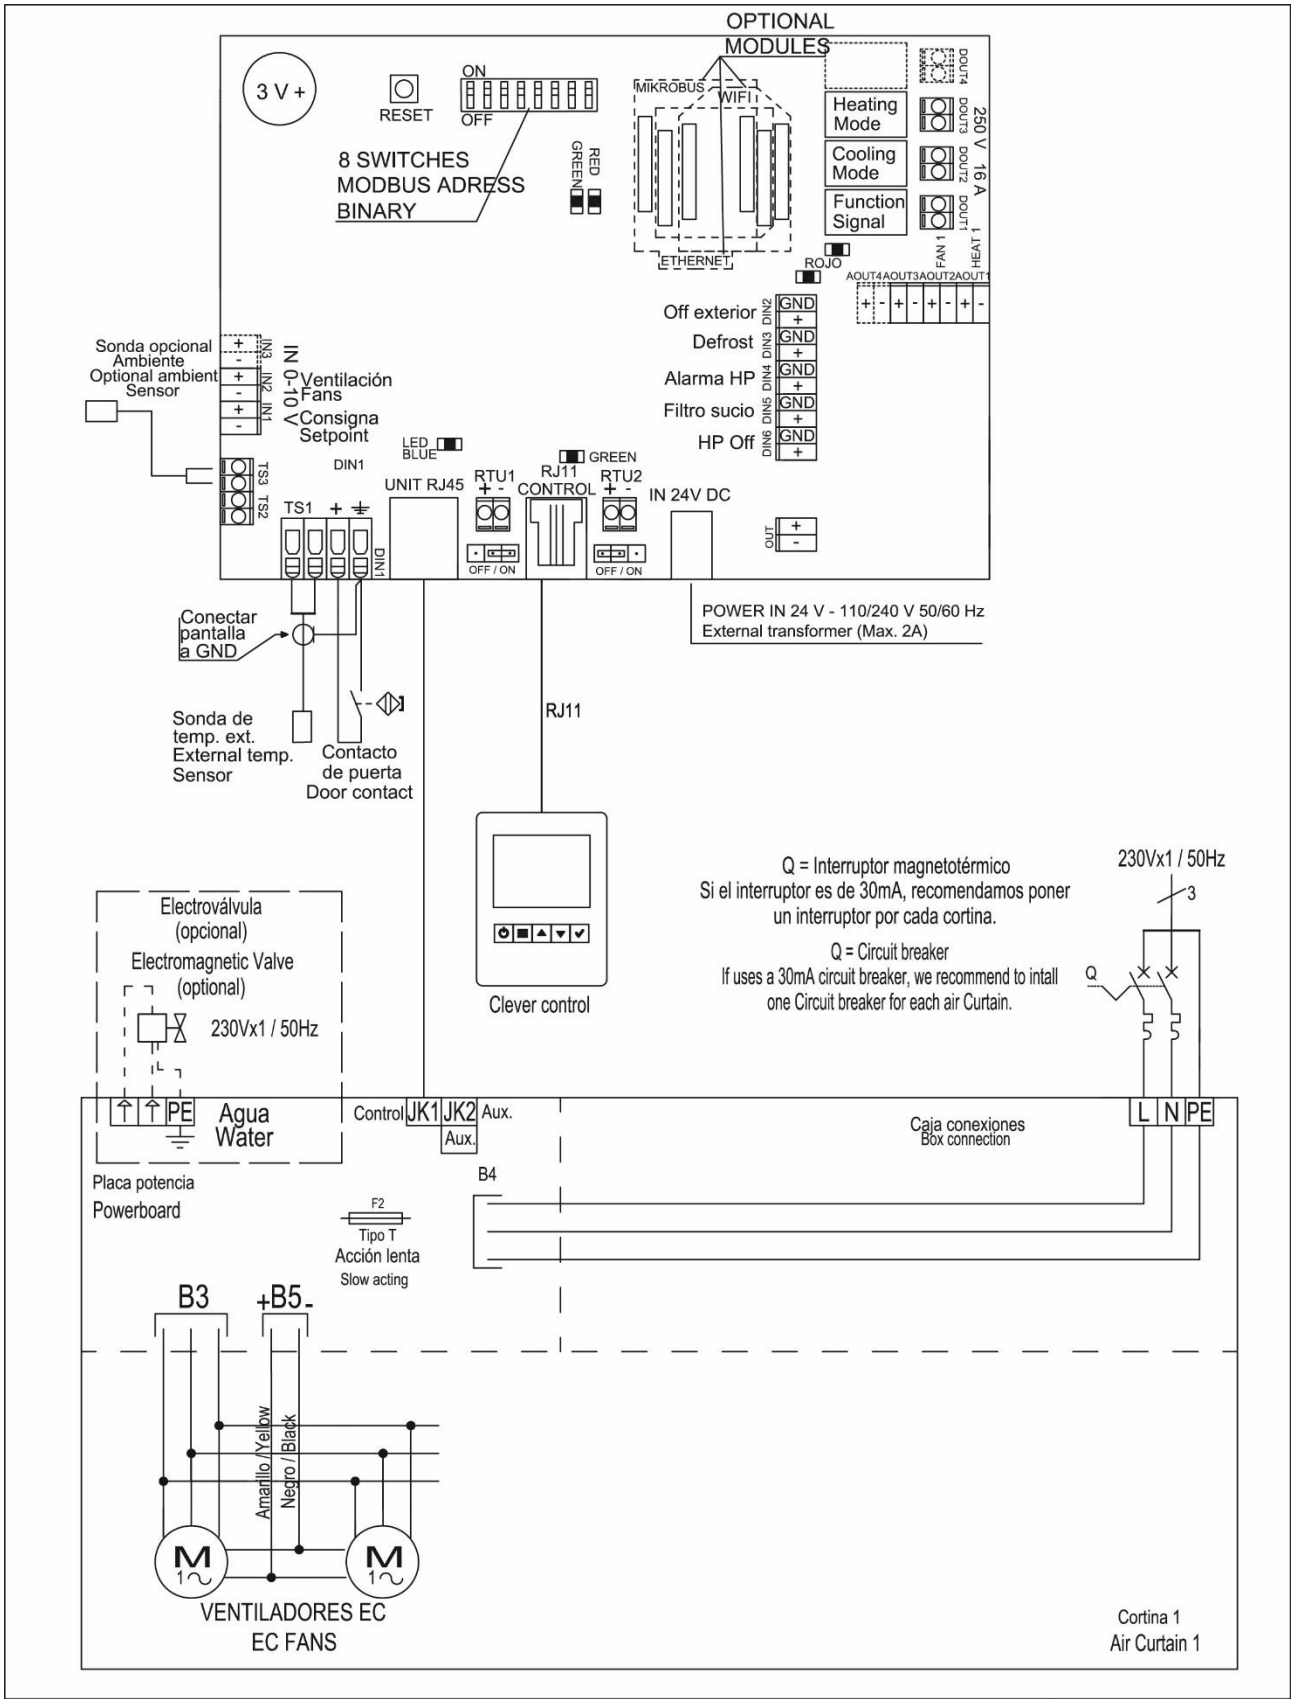 OPTIONAL
MODULES
3 V +
RESET
ON
OFF
8 SWITCHES
MODBUS ADRESS
BINARY
GREEN
RED
MIKROBUS
WIFI
ETHERNET
Heating
Mode
Cooling
Mode
Function
Signal
DOUT4
DOUT3
DOUT2
DOUT1
250 V 16 A
FAN 1
HEAT 1
ROJO
AOUT4 AOUT3 AOUT2 AOUT1
+ - + - + - + -
Off exterior DIN2 GND
+
Defrost DIN3 GND
+
Alarma HP DIN4 GND
+
Filtro sucio DIN5 GND
+
HP Off DIN6 GND
+
Sonda opcional
Ambiente
Optional ambient
Sensor
+
-
+
-
+
-
IN3
IN2
IN1
IN 0-10 V
Ventilación
Fans
Consigna
Setpoint
TS3
TS2
DIN1
LED
BLUE
GREEN
UNIT RJ45
RTU1
+ -
RJ11
CONTROL
RTU2
+ -
IN 24V DC
OUT
+
-
TS1 +
DIN1
OFF / ON
OFF / ON
POWER IN 24 V - 110/240 V 50/60 Hz
External transformer (Max. 2A)
Conectar
pantalla
a GND
RJ11
Sonda de
temp. ext.
External temp.
Sensor
Contacto
de puerta
Door contact
Clever control
Q = Interruptor magnetotérmico
Si el interruptor es de 30mA, recomendamos poner
un interruptor por cada cortina.
Q = Circuit breaker
If uses a 30mA circuit breaker, we recommend to intall
one Circuit breaker for each air Curtain.
230Vx1 / 50Hz
3
Q
Electroválvula
(opcional)
Electromagnetic Valve
(optional)
230Vx1 / 50Hz
PE
Agua
Water
Control JK1 JK2 Aux.
Aux.
Caja conexiones
Box connection
L N PE
Placa potencia
Powerboard
B4
F2
Tipo T
Acción lenta
Slow acting
B3
+B5-
Amarillo / Yellow
Negro / Black
M
1
M
1
VENTILADORES EC
EC FANS
Cortina 1
Air Curtain 1